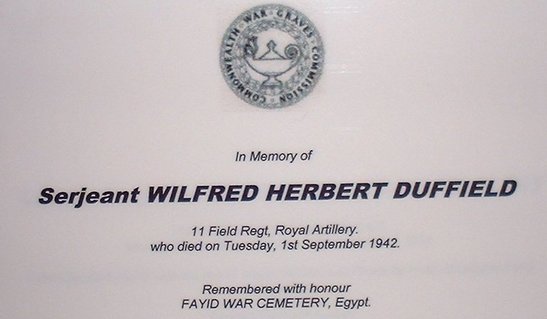 COMMONWEALTH WAR GRAVES COMMISSION
In Memory of
Serjeant WILFRED HERBERT DUFFIELD
11 Field Regt, Royal Artillery.
who died on Tuesday, 1st September 1942.
Remembered with honour
FAYID WAR CEMETERY, Egypt.